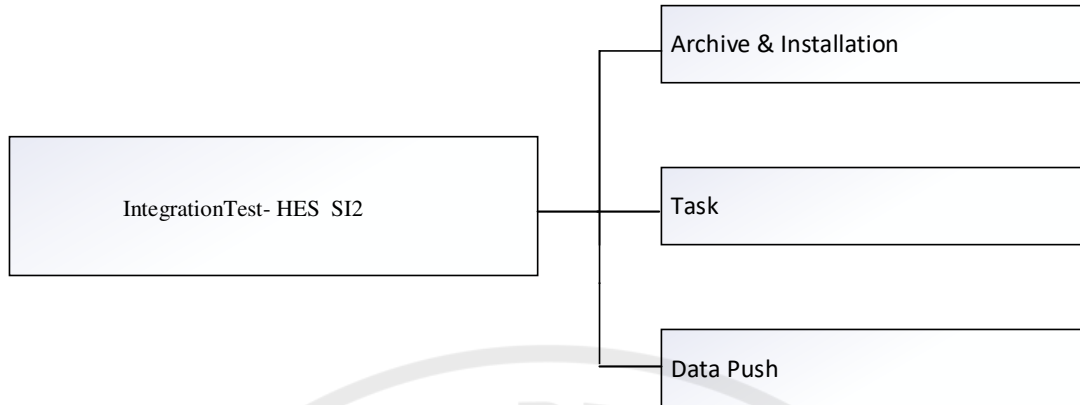 Archive & Installation
IntegrationTest- HES SI2
Task
Data Push